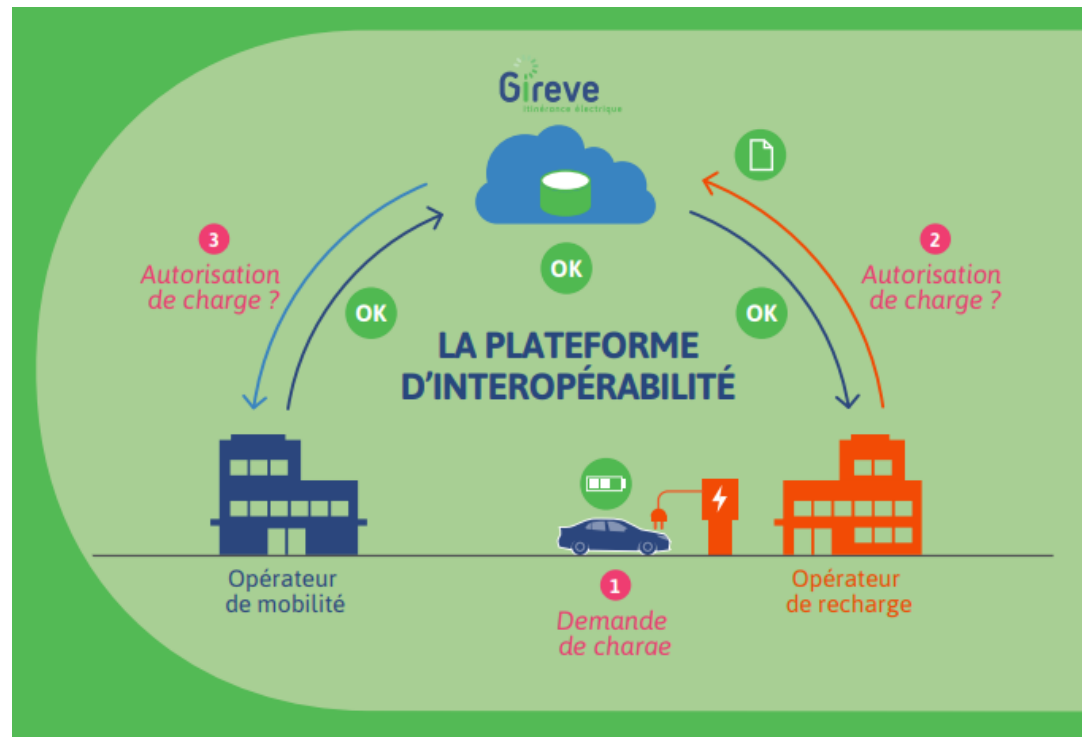 Gireve
itinérance électrique
3
Autorisation
de charge ?
OK
OK
OK
2
Autorisation
de charge ?
LA PLATEFORME
D'INTEROPÉRABILITÉ
Opérateur
de mobilité
1
Demande
de charae
Opérateur
de recharge